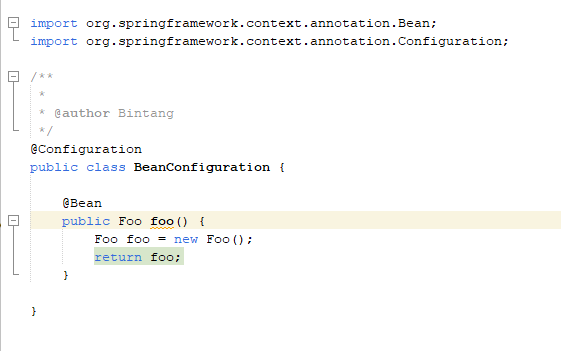 import org.springframework.context.annotation.Bean;
import org.springframework.context.annotation.Configuration;
/**
*
* @author Bintang
*/
@Configuration
public class BeanConfiguration {
@Bean
public Foo foo() {
Foo foo = new Foo();
return foo;
}
}